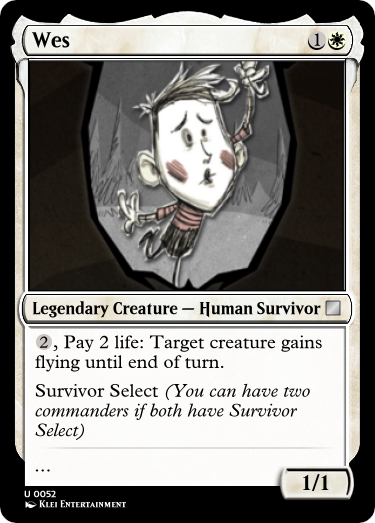 Wes 1
Legendary Creature — Human Survivor
2, Pay 2 life: Target creature gains
flying until end of turn.
Survivor Select (You can have two
commanders if both have Survivor
Select)
...
1/1
U 0052
Klei Entertainment